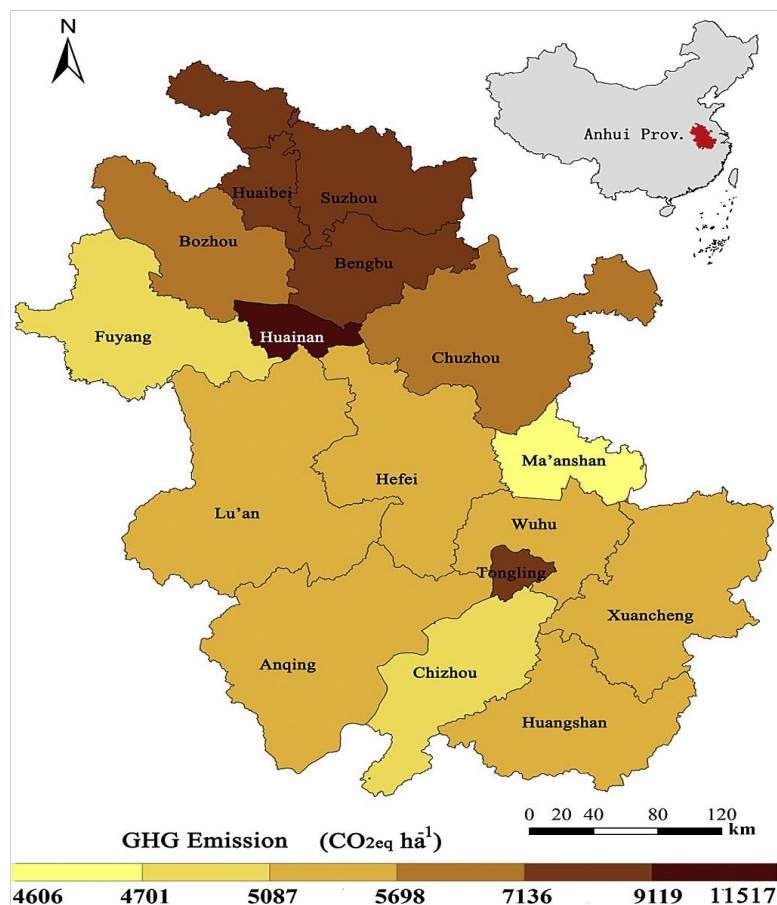 N
Anhui Prov.
Huaibei
Suzhou
Bozhou
Bengbu
Fuyang
Huainan
Chuzhou
Ma'anshan
Hefei
Lu'an
Wuhu
Tongling
Xuancheng
Anqing
Chizhou
Huangshan
0 20 40 80 120
km
GHG Emission (CO2eq ha-1)
4606 4701 5087 5698 7136 9119 11517